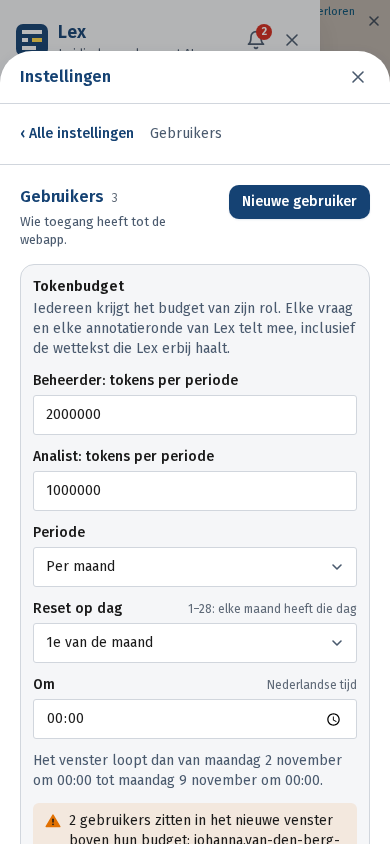 erloren
Lex
2
Instellingen
‹ Alle instellingen Gebruikers
Gebruikers 3
Nieuwe gebruiker
Wie toegang heeft tot de
webapp.
Tokenbudget
Iedereen krijgt het budget van zijn rol. Elke vraag
en elke annotatieronde van Lex telt mee, inclusief
de wettekst die Lex erbij haalt.
Beheerder: tokens per periode
2000000
Analist: tokens per periode
1000000
Periode
Per maand
Reset op dag 1–28: elke maand heeft die dag
1e van de maand
Om Nederlandse tijd
00:00
Het venster loopt dan van maandag 2 november
om 00:00 tot maandag 9 november om 00:00.
2 gebruikers zitten in het nieuwe venster
boven hun budget: johanna.van-den-berg-